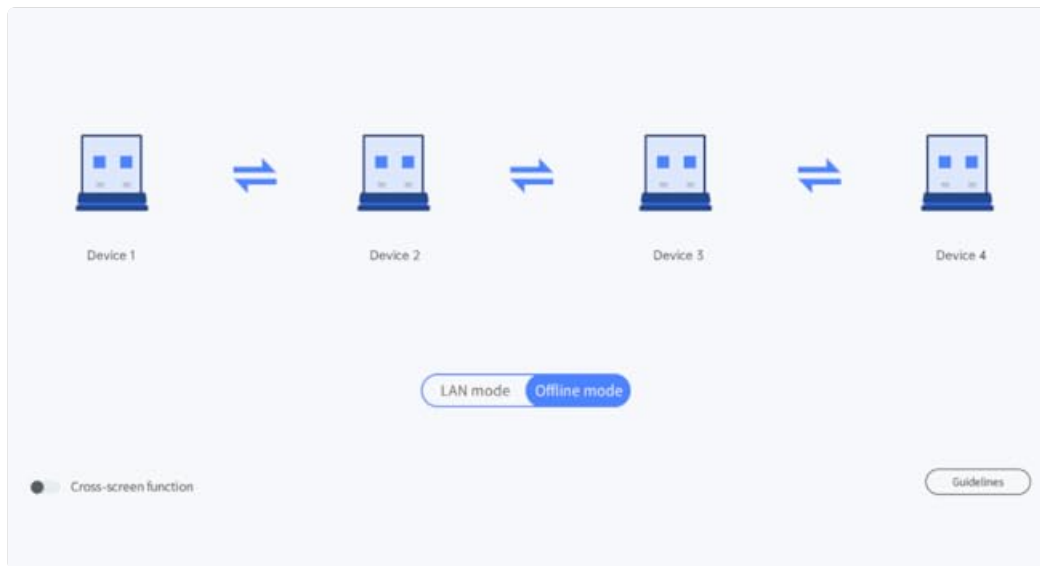 Device 1
Device 2
Device 3
Device 4
LAN mode
Offline mode
Cross-screen function
Guidelines